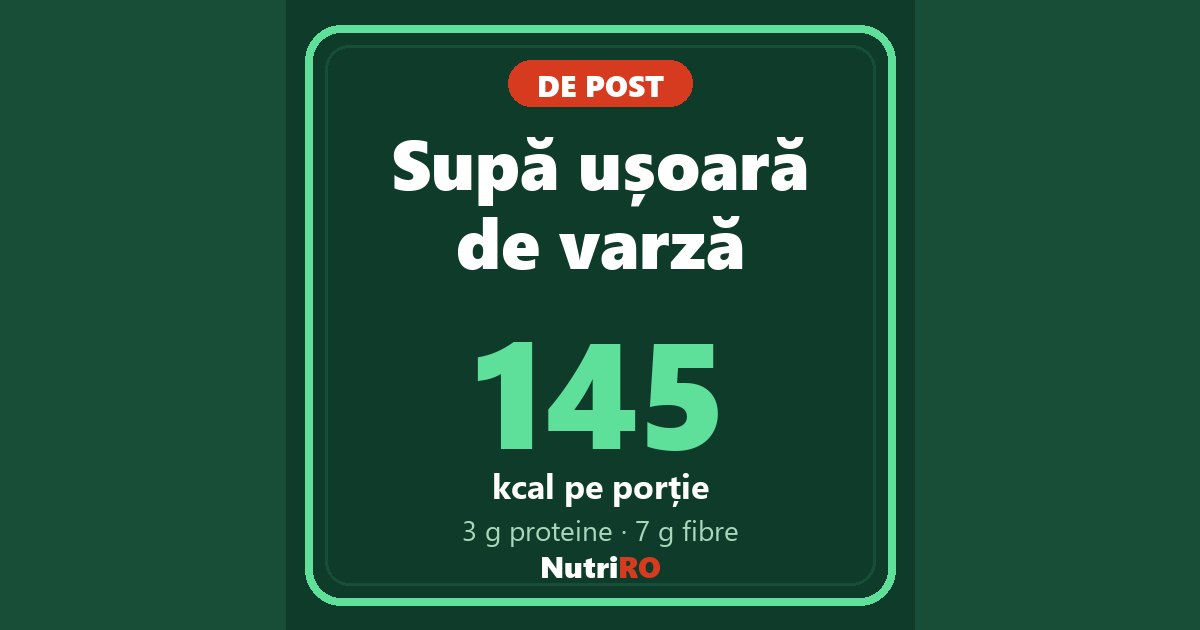 DE POST
Supă ușoară
de varză
145
kcal pe porție
3 g proteine · 7 g fibre
NutriRO